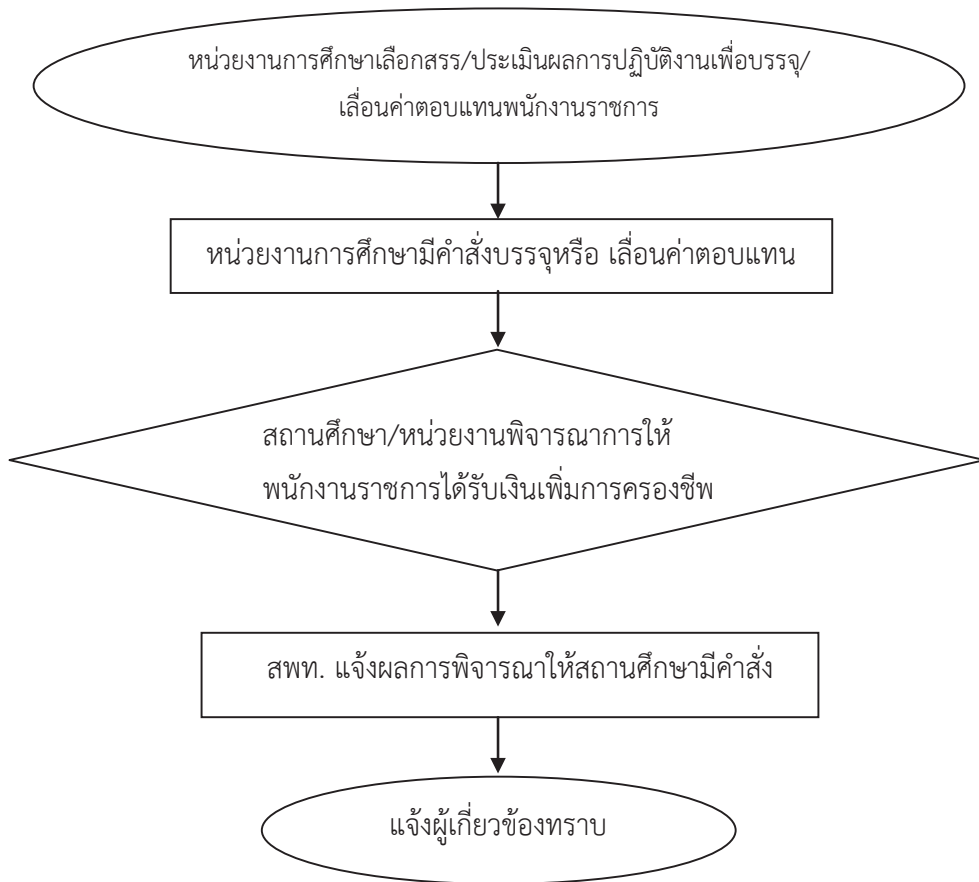 หน่วยงานการศึกษาเลือกสรร/ประเมินผลการปฏิบัติงานเพื่อบรรจุ/
เลื่อนค่าตอบแทนพนักงานราชการ
หน่วยงานการศึกษามีคำสั่งบรรจุหรือ เลื่อนค่าตอบแทน
สถานศึกษา/หน่วยงานพิจารณาการให้
พนักงานราชการได้รับเงินเพิ่มการครองชีพ
สพท. แจ้งผลการพิจารณาให้สถานศึกษามีคำสั่ง
แจ้งผู้เกี่ยวข้องทราบ